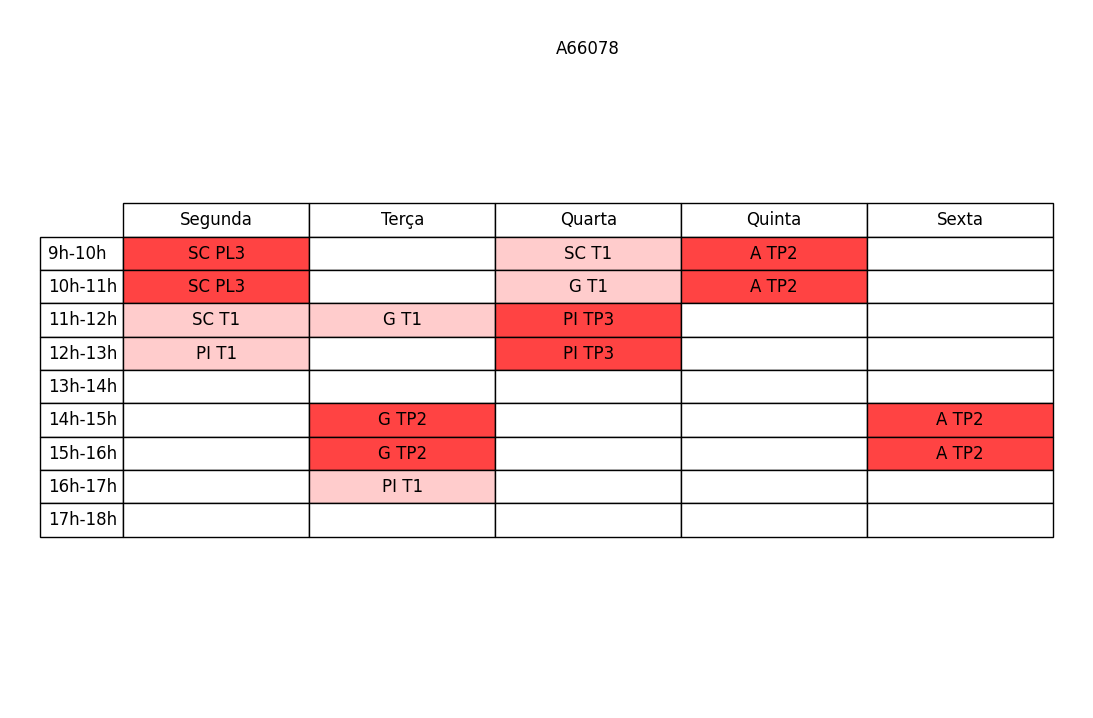 A66078
Segunda Terça Quarta Quinta Sexta
9h-10h SC PL3 SC T1 A TP2
10h-11h SC PL3 G T1 A TP2
11h-12h SC T1 G T1 PI TP3
12h-13h PI T1 PI TP3
13h-14h
14h-15h G TP2 A TP2
15h-16h G TP2 A TP2
16h-17h PI T1
17h-18h